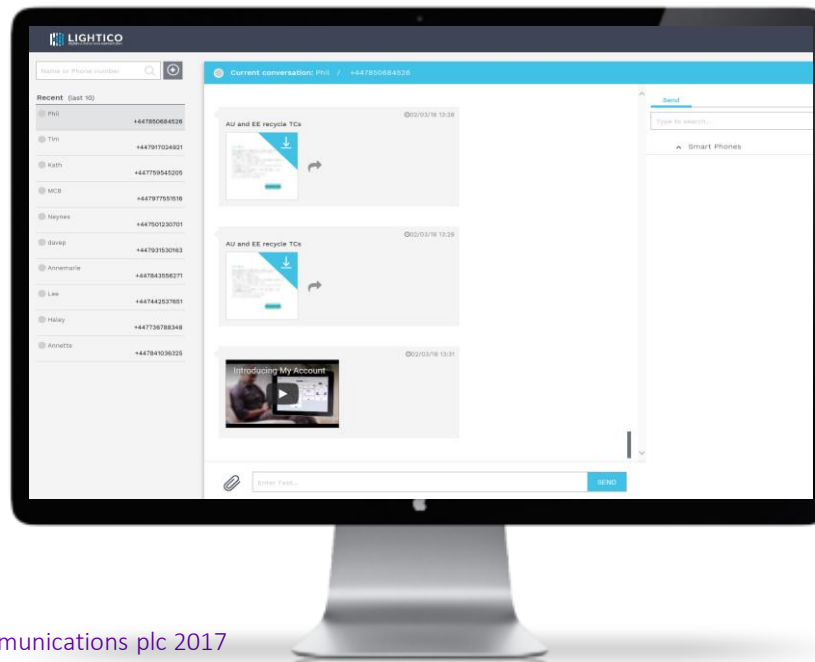 LIGHTICO
Name or Phone number
Current conversation: Phil / +447850684526
Recent (last 10)
Phil
+447850684526
Tim
+447917024921
Kath
+447759545205
MCB
+447977551516
Neynes
+447501230701
davep
+447931530163
Annemarie
+447843556271
Lee
+447442537651
Haley
+447736788348
Annette
+447841036325
02/03/18 13:28
AU and EE recycle TCs
02/03/18 13:28
AU and EE recycle TCs
02/03/18 13:31
Introducing My Account
Enter Text...
SEND
Send
Type to search...
Smart Phones
munications plc 2017